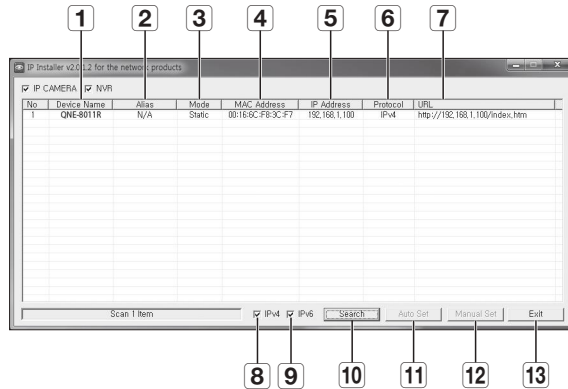 1 2 3 4 5 6 7
IP Installer v2.0.1.2 for the network products
IP CAMERA NVR
No Device Name Alias Mode MAC Address IP Address Protocol URL
1 QNE-8011R N/A Static 00:16:6C:F8:3C:F7 192,168,1,100 IPv4 http://192,168,1,100/index,htm
Scan 1 Item IPv4 IPv6 Search Auto Set Manual Set Exit
8 9 10 11 12 13